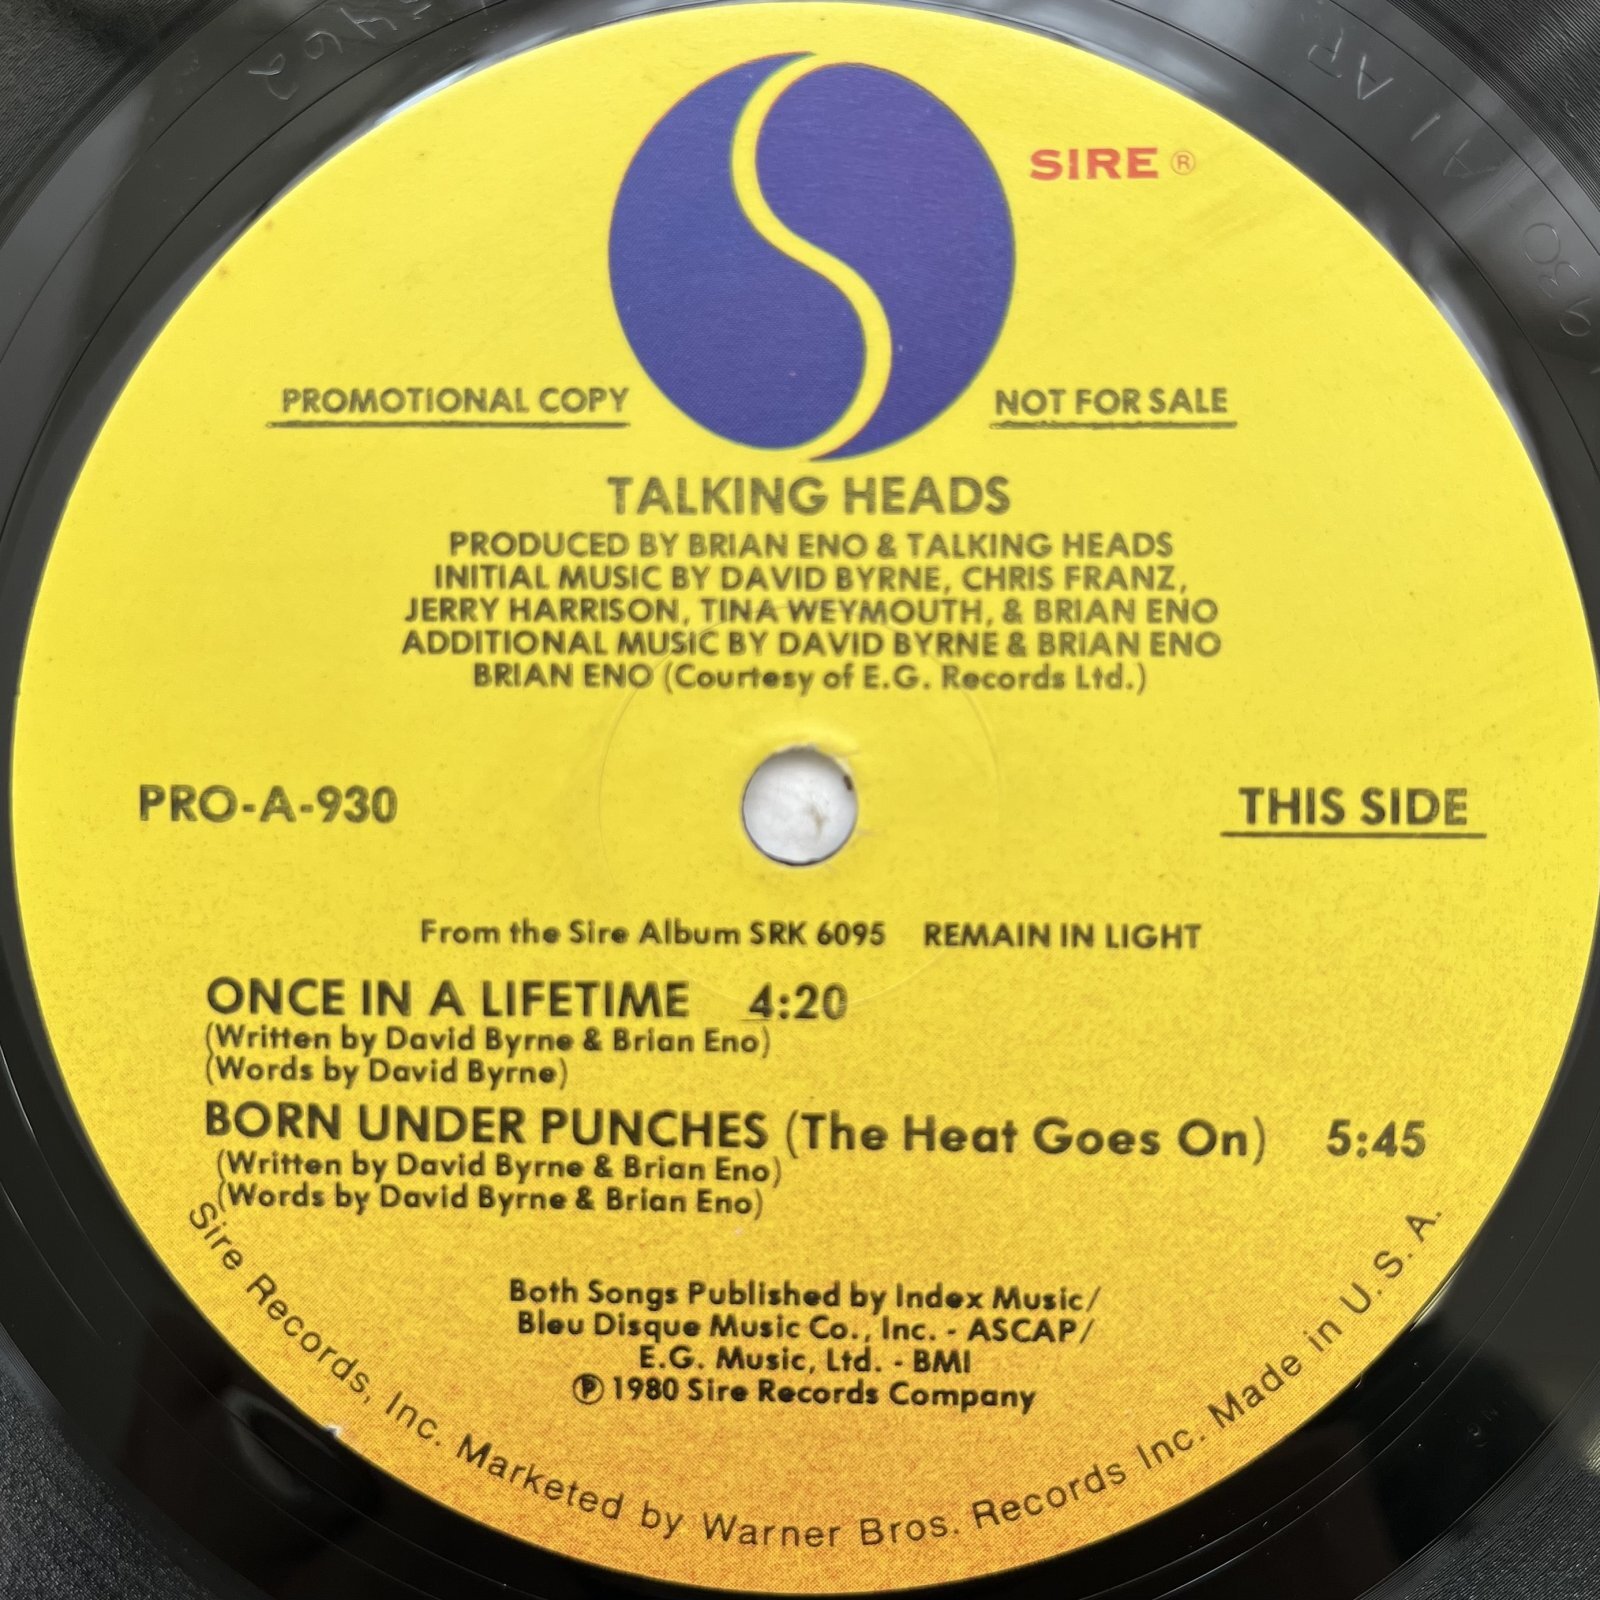 SIRE ®
PROMOTIONAL COPY
NOT FOR SALE
TALKING HEADS
PRODUCED BY BRIAN ENO & TALKING HEADS
INITIAL MUSIC BY DAVID BYRNE, CHRIS FRANZ,
JERRY HARRISON, TINA WEYMOUTH, & BRIAN ENO
ADDITIONAL MUSIC BY DAVID BYRNE & BRIAN ENO
BRIAN ENO (Courtesy of E.G. Records Ltd.)
PRO-A-930
THIS SIDE
From the Sire Album SRK 6095 REMAIN IN LIGHT
ONCE IN A LIFETIME 4:20
(Written by David Byrne & Brian Eno)
(Words by David Byrne)
BORN UNDER PUNCHES (The Heat Goes On) 5:45
(Written by David Byrne & Brian Eno)
(Words by David Byrne & Brian Eno)
Both Songs Published by Index Music/
Bleu Disque Music Co., Inc. - ASCAP/
E.G. Music, Ltd. - BMI
℗ 1980 Sire Records Company
Sire Records, Inc. Marketed by Warner Bros. Records Inc. Made in U. S. A.